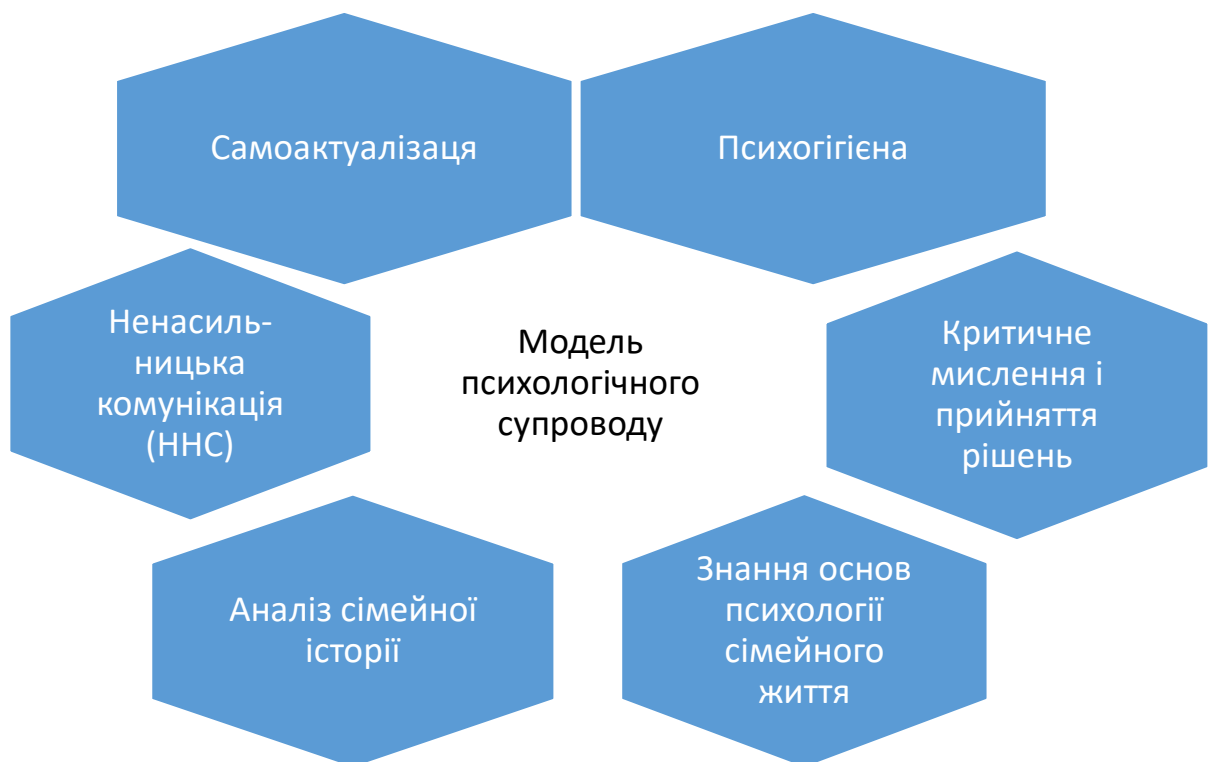 Самоактуалізаця
Психогігієна
Ненасиль-
ницька
комунікація
(ННС)
Модель
психологічного
супроводу
Критичне
мислення і
прийняття
рішень
Аналіз сімейної
історії
Знання основ
психології
сімейного
життя